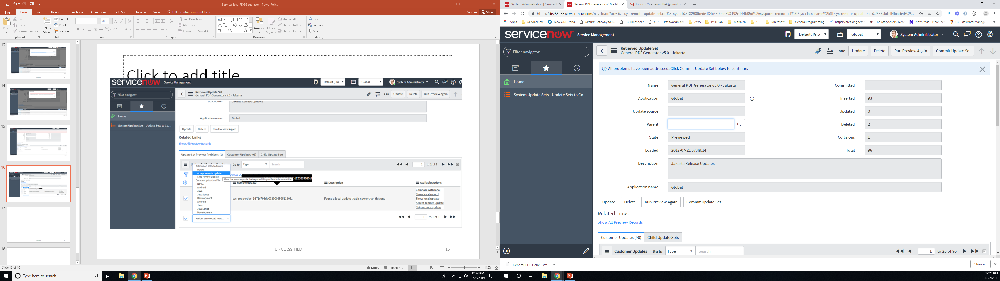 ServiceNow_PDGGenerator - PowerPoint
Sign in
Share
File
Home
Insert
Design
Transitions
Animations
Slide Show
Review
View
Tell me what you want to do...
Paste
Cut
Copy
Format Painter
Clipboard
New
Slide
Layout
Reset
Section
Slides
28
Font
Text Direction
Align Text
Convert to SmartArt
Paragraph
Arrange
Quick
Styles
Shape Fill
Shape Outline
Shape Effects
Drawing
Find
Replace
Select
Editing
13
14
15
16
17
18
Click to add title
servicenow Service Management
Default [Glo
Global
System Administrator
Filter navigator
Home
System Update Sets - Update Sets to Co...
Retrieved Update Set
General PDF Generator v5.0 - Jakarta
Update
Delete
Run Preview Again
Description
Jakarta Release Updates
Application name
Global
Update
Delete
Run Preview Again
Related Links
Show All Preview Records
Update Set Preview Problems (1)
Customer Updates (96)
Child Update Sets
Go to
Type
Search
1 to 1 of 1
Actions on selected rows...
Delete
Accept remote update
Skip remote update
Create Application File
New...
Android
Java
JavaScript
Development
Android
Java
JavaScript
Development
Allow the remote update that reported this problem to be committed
Remote update
Description
Available Actions
sys_properties_1d71c793db032300256511203...
Found a local update that is newer than this one
Compare with local
Show local record
Show local update
Accept remote update
Skip remote update
Actions on selected rows...
1 to 1 of 1
UNCLASSIFIED
16
Slide 16 of 18
Notes
Comments
115%
Type here to search
12:24 PM
1/22/2019
System Administration | ServiceN
General PDF Generator v5.0 - Jak
Inbox (62) - genmoltek@gmail.c
https://dev65258.service-now.com/nav_to.do?uri=%2Fsys_remote_update_set.do%3Fsys_id%3D3900bede134c43002e593192e144b05d%26sysparm_record_list%3Dsys_class_name%253Dsys_remote_update_set%255EstateINloaded%25...
Apps
ServiceNow
New GDITPorta
Secure Gateway to N
L3 Timesheet
GDIT - PasswordMan
AWS
PYTHON
MariaDB
GIT
Microsoft
GeneralProgramming
https://breakingdefe
The Storytellers: Dece
New Atlas - New Tec
L3 -Password Manag
servicenow Service Management
Default [Glo
Global
System Administrator
Filter navigator
Home
System Update Sets - Update Sets to Co...
Retrieved Update Set
General PDF Generator v5.0 - Jakarta
Update
Delete
Run Preview Again
Commit Update Set
All problems have been addressed. Click Commit Update Set below to continue.
Name
General PDF Generator v5.0 - Jakarta
Committed
Application
Global
Inserted
93
Update source
Updated
0
Parent
Deleted
2
State
Previewed
Collisions
1
Loaded
2017-07-21 07:49:14
Total
96
Description
Jakarta Release Updates
Application name
Global
Update
Delete
Run Preview Again
Commit Update Set
Related Links
Show All Preview Records
Customer Updates (96)
Child Update Sets
Customer Updates
Go to
Type
Search
1 to 20 of 96
General PDF Gene....xml
Show all
12:24 PM
1/22/2019